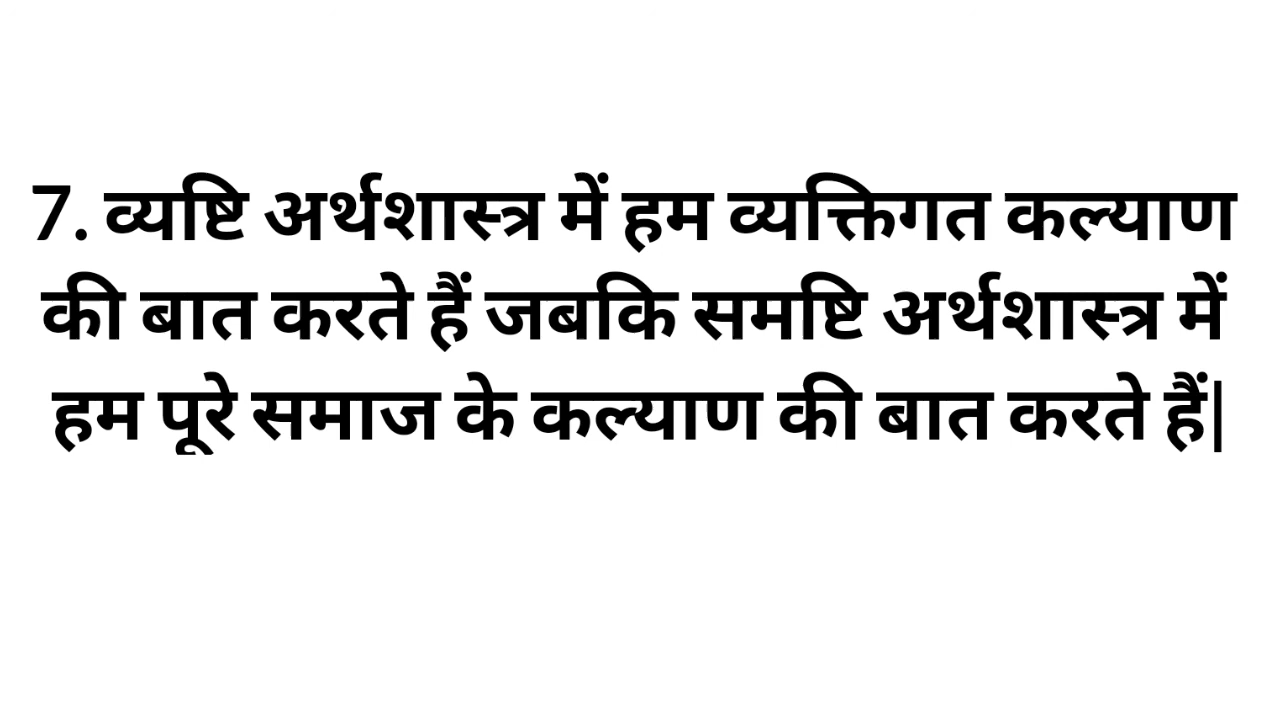 7. व्यष्टि अर्थशास्त्र में हम व्यक्तिगत कल्याण
की बात करते हैं जबकि समष्टि अर्थशास्त्र में
हम पूरे समाज के कल्याण की बात करते हैं|